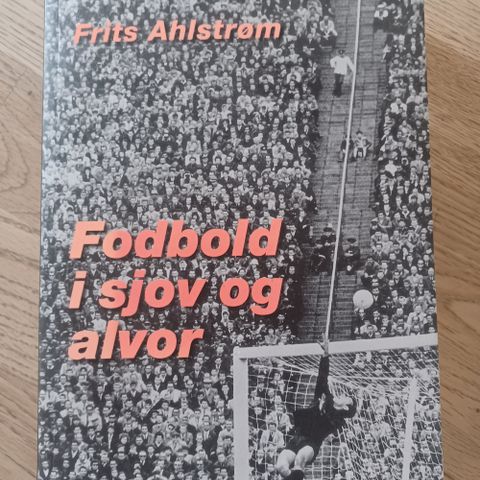 Frits Ahlstrøm
Fodbold
i sjov og
alvor